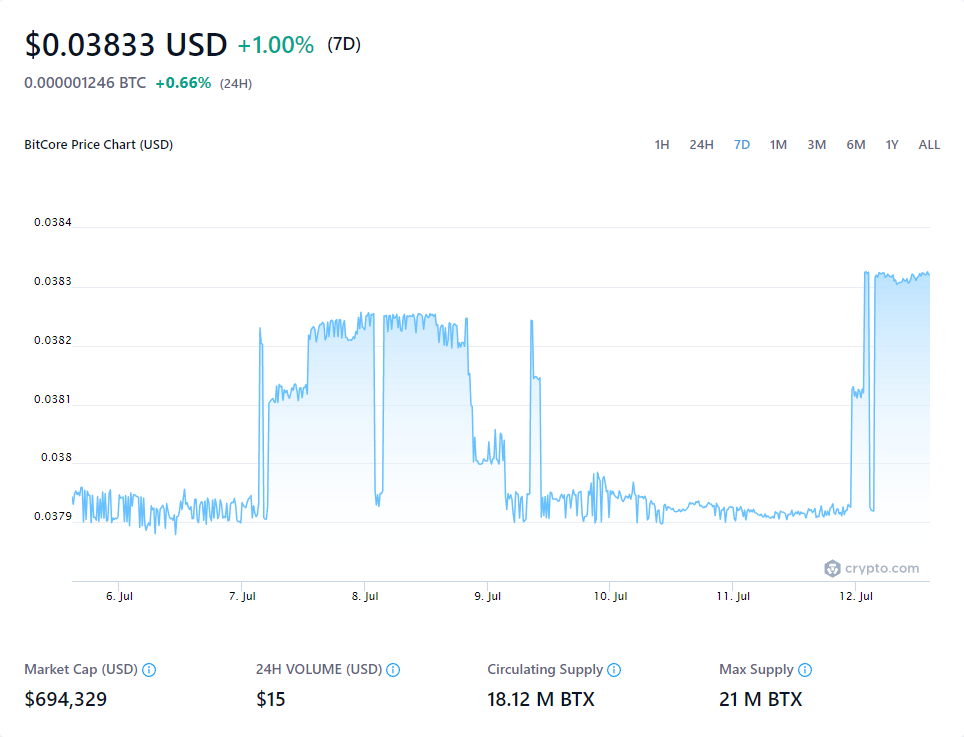 $0.03833 USD +1.00% (7D)
0.000001246 BTC +0.66% (24H)
BitCore Price Chart (USD) 1H 24H 7D 1M 3M 6M 1Y ALL
0.0384
0.0383
0.0382
0.0381
0.038
0.0379
crypto.com
6. Jul 7. Jul 8. Jul 9. Jul 10. Jul 11. Jul 12. Jul
Market Cap (USD) 24H VOLUME (USD) Circulating Supply Max Supply
$694,329 $15 18.12 M BTX 21 M BTX